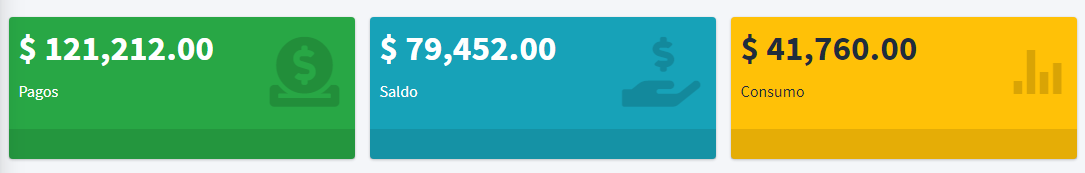 $ 121,212.00
Pagos
$ 79,452.00
Saldo
$ 41,760.00
Consumo